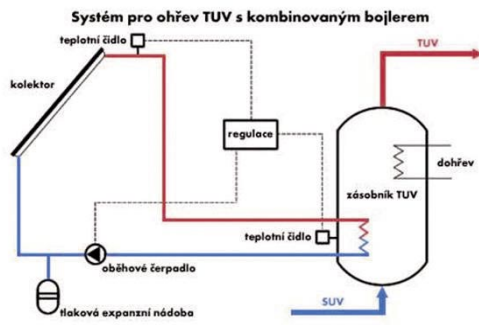 Systém pro ohřev TUV s kombinovaným bojlerem
teplotní čidlo
TUV
kolektor
regulace
dohřev
zásobník TUV
teplotní čidlo
oběhové čerpadlo
tlaková expanzní nádoba
SUV